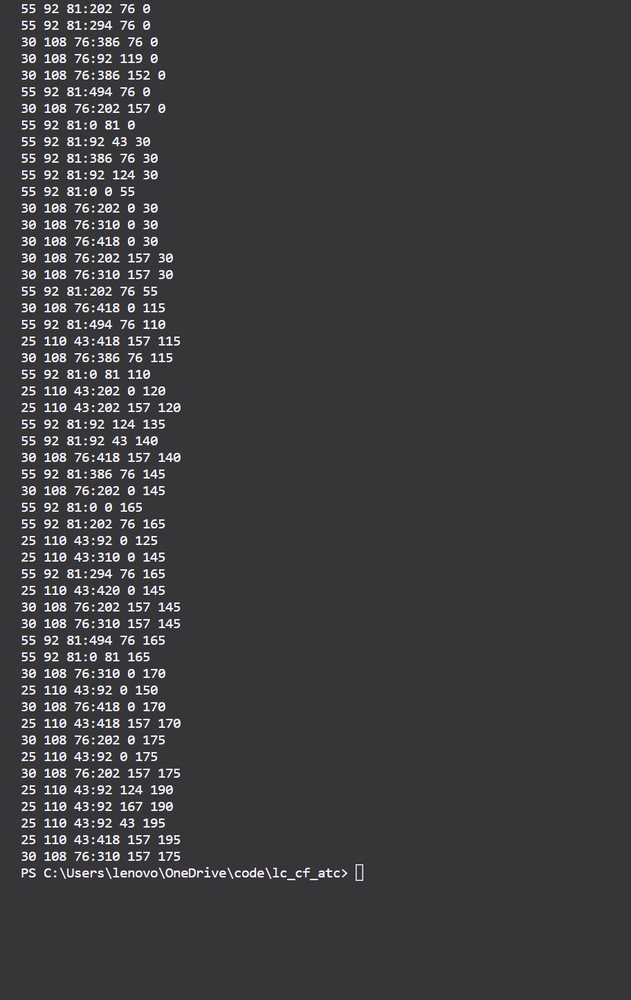 55 92 81:202 76 0
55 92 81:294 76 0
30 108 76:386 76 0
30 108 76:92 119 0
30 108 76:386 152 0
55 92 81:494 76 0
30 108 76:202 157 0
55 92 81:0 81 0
55 92 81:92 43 30
55 92 81:386 76 30
55 92 81:92 124 30
55 92 81:0 0 55
30 108 76:202 0 30
30 108 76:310 0 30
30 108 76:418 0 30
30 108 76:202 157 30
30 108 76:310 157 30
55 92 81:202 76 55
30 108 76:418 0 115
55 92 81:494 76 110
25 110 43:418 157 115
30 108 76:386 76 115
55 92 81:0 81 110
25 110 43:202 0 120
25 110 43:202 157 120
55 92 81:92 124 135
55 92 81:92 43 140
30 108 76:418 157 140
55 92 81:386 76 145
30 108 76:202 0 145
55 92 81:0 0 165
55 92 81:202 76 165
25 110 43:92 0 125
25 110 43:310 0 145
55 92 81:294 76 165
25 110 43:420 0 145
30 108 76:202 157 145
30 108 76:310 157 145
55 92 81:494 76 165
55 92 81:0 81 165
30 108 76:310 0 170
25 110 43:92 0 150
30 108 76:418 0 170
25 110 43:418 157 170
30 108 76:202 0 175
25 110 43:92 0 175
30 108 76:202 157 175
25 110 43:92 124 190
25 110 43:92 167 190
25 110 43:92 43 195
25 110 43:418 157 195
30 108 76:310 157 175
PS C:\Users\lenovo\OneDrive\code\lc_cf_atc>